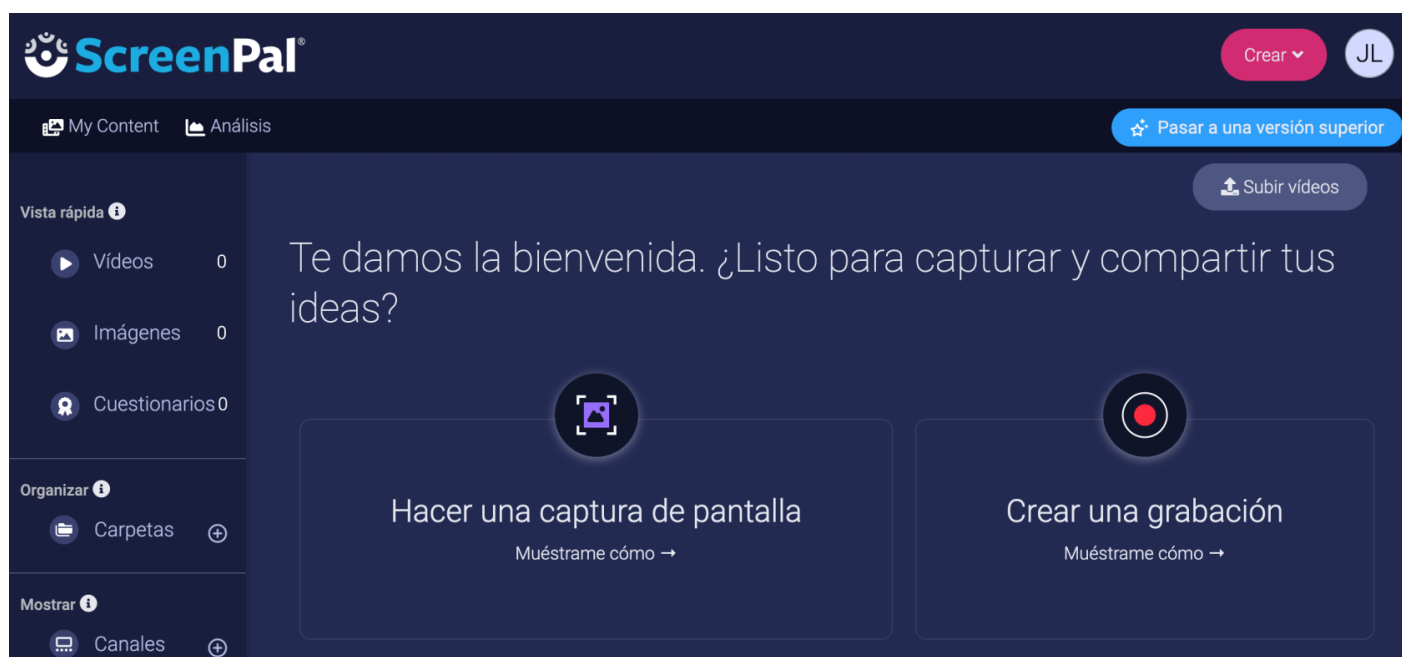 ScreenPal®
Crear
JL
My Content
Análisis
Pasar a una versión superior
Subir vídeos
Vista rápida
Vídeos 0
Imágenes 0
Cuestionarios 0
Organizar
Carpetas
Mostrar
Canales
Te damos la bienvenida. ¿Listo para capturar y compartir tus
ideas?
Hacer una captura de pantalla
Muéstrame cómo →
Crear una grabación
Muéstrame cómo →